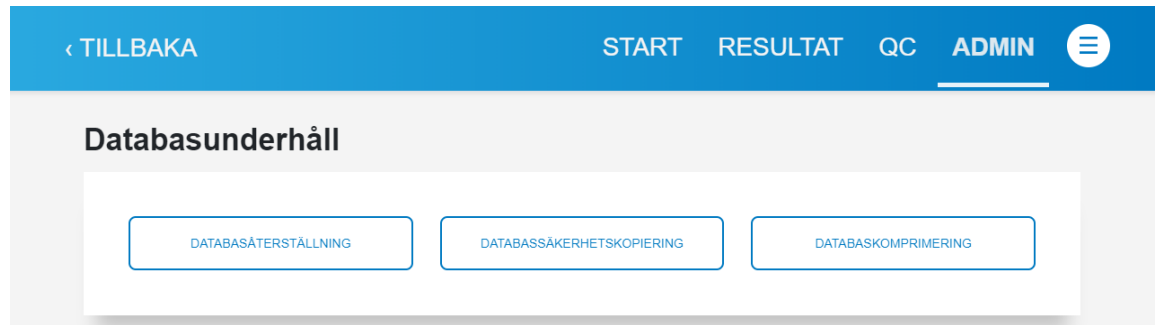 ‹ TILLBAKA START RESULTAT QC ADMIN
Databasunderhåll
DATABASÅTERSTÄLLNING DATABASSÄKERHETSKOPIERING DATABASKOMPRIMERING